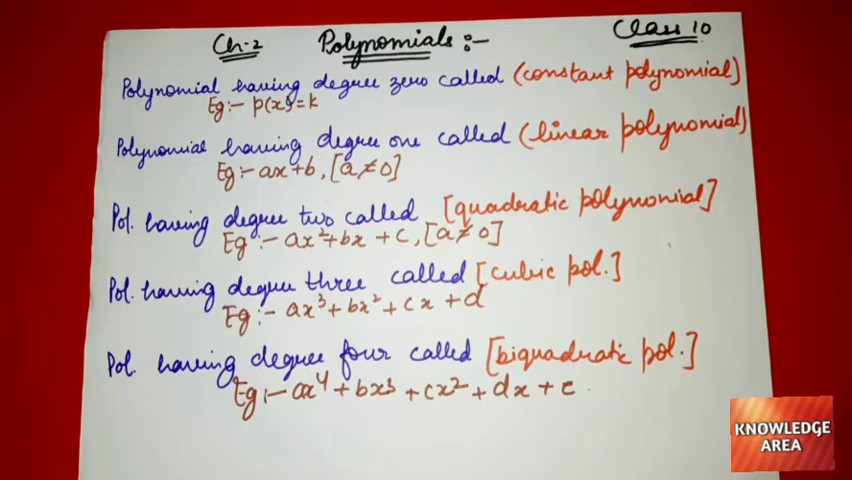 Ch-2 Polynomials :- Class 10
Polynomial having degree zero called (constant polynomial)
Eg:- p(x)=k
Polynomial having degree one called (linear polynomial)
Eg:- ax+b, [a≠0]
Pol. having degree two called [quadratic polynomial]
Eg:- ax²+bx+c, [a≠0]
Pol. having degree three called [cubic pol.]
Eg:- ax³+bx²+cx+d
Pol. having degree four called [biquadratic pol.]
Eg:- ax⁴+bx³+cx²+dx+e
KNOWLEDGE
AREA